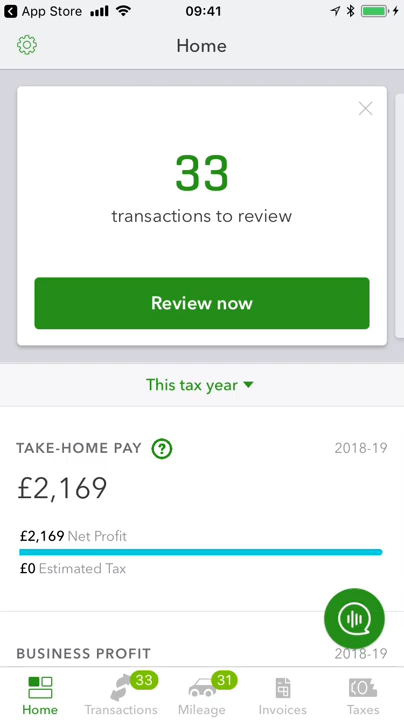 App Store 09:41
Home
33
transactions to review
Review now
This tax year
TAKE-HOME PAY ? 2018-19
£2,169
£2,169 Net Profit
£0 Estimated Tax
BUSINESS PROFIT 2018-19
33 31
Home Transactions Mileage Invoices Taxes